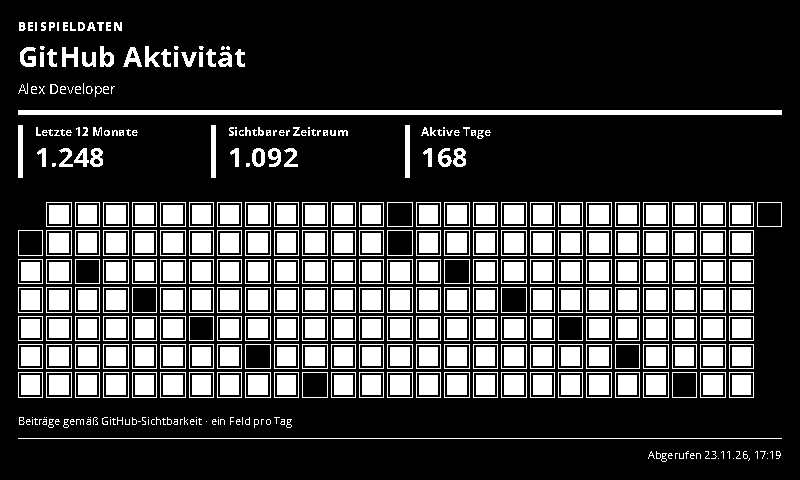 BEISPIELDATEN
GitHub Aktivität
Alex Developer
Letzte 12 Monate
1.248
Sichtbarer Zeitraum
1.092
Aktive Tage
168
Beiträge gemäß GitHub-Sichtbarkeit · ein Feld pro Tag
Abgerufen 23.11.26, 17:19